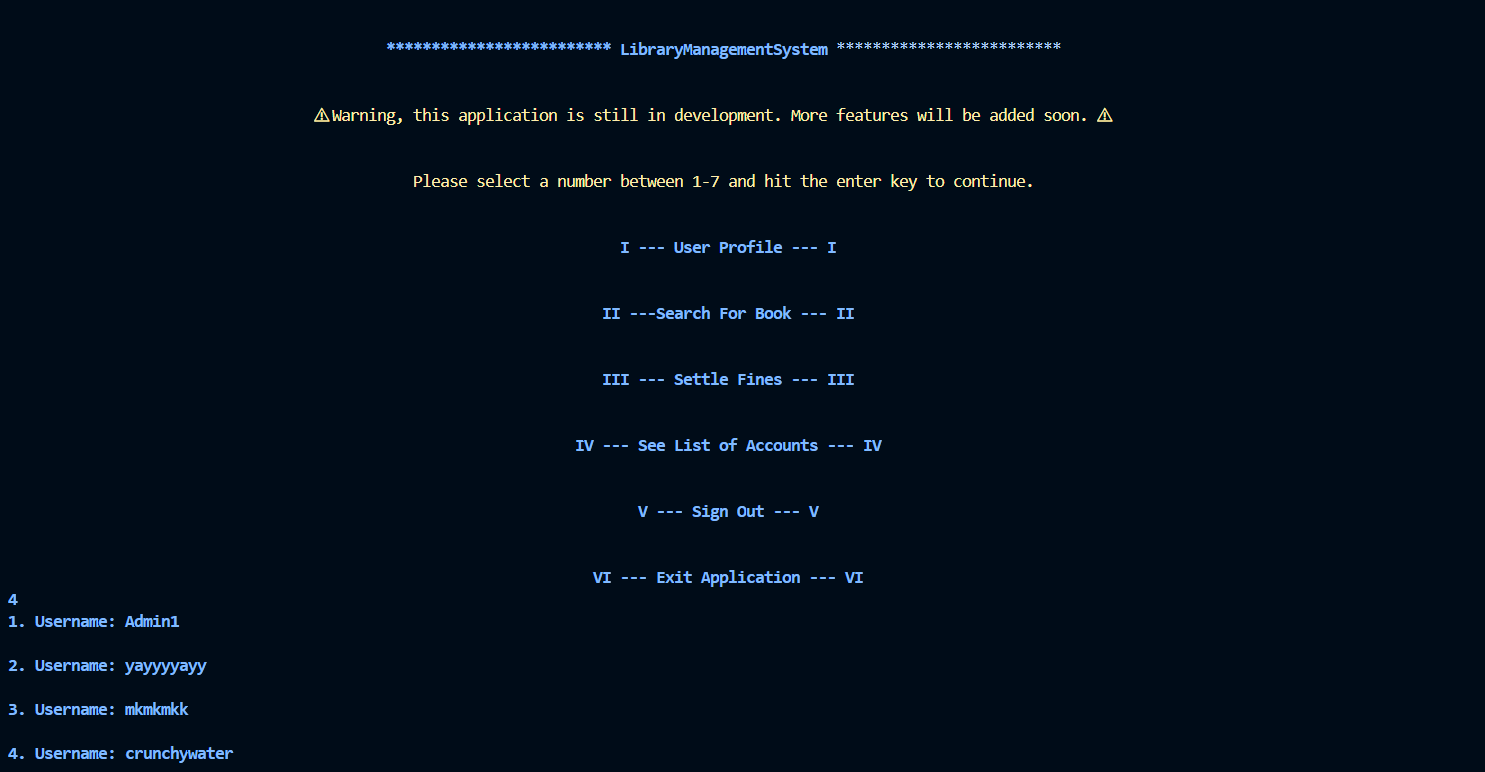 ************************* LibraryManagementSystem *************************
⚠Warning, this application is still in development. More features will be added soon. ⚠
Please select a number between 1-7 and hit the enter key to continue.
I --- User Profile --- I
II ---Search For Book --- II
III --- Settle Fines --- III
IV --- See List of Accounts --- IV
V --- Sign Out --- V
VI --- Exit Application --- VI
4
1. Username: Admin1
2. Username: yayyyyayy
3. Username: mkmkmkk
4. Username: crunchywater